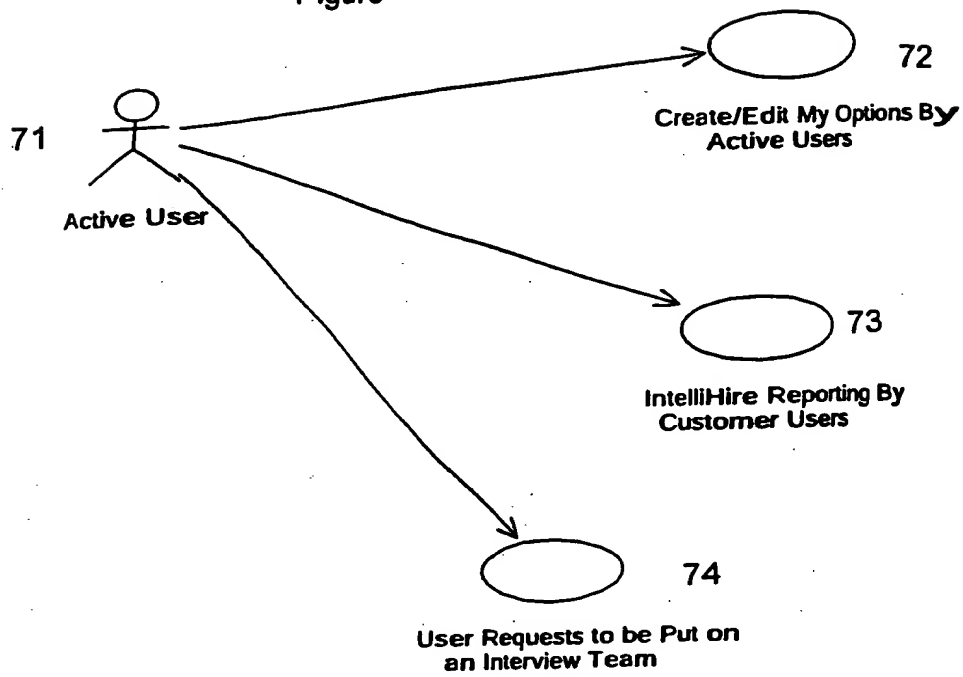 Figure
72
Create/Edit My Options By
Active Users
71
Active User
73
IntelliHire Reporting By
Customer Users
74
User Requests to be Put on
an Interview Team